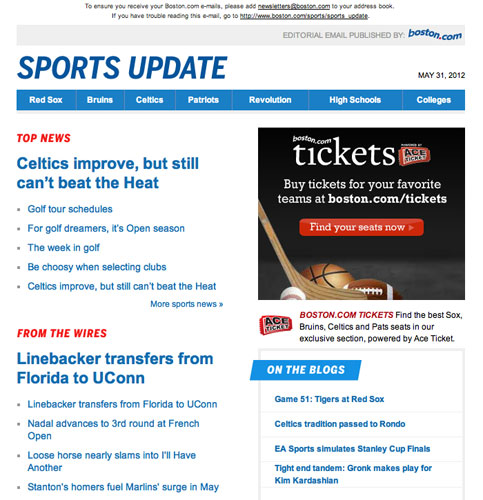 To ensure you receive your Boston.com e-mails, please add newsletters@boston.com to your address book.
If you have trouble reading this e-mail, go to http://www.boston.com/sports/sports_update.
EDITORIAL EMAIL PUBLISHED BY: boston.com
SPORTS UPDATE
MAY 31, 2012
Red Sox Bruins Celtics Patriots Revolution High Schools Colleges
TOP NEWS
Celtics improve, but still
can't beat the Heat
Golf tour schedules
For golf dreamers, it's Open season
The week in golf
Be choosy when selecting clubs
Celtics improve, but still can't beat the Heat
More sports news »
FROM THE WIRES
Linebacker transfers from
Florida to UConn
Linebacker transfers from Florida to UConn
Nadal advances to 3rd round at French
Open
Loose horse nearly slams into I'll Have
Another
Stanton's homers fuel Marlins' surge in May
boston.com
tickets POWERED BY ACE TICKET
Buy tickets for your favorite
teams at boston.com/tickets
Find your seats now
ACE TICKET
BOSTON.COM TICKETS Find the best Sox,
Bruins, Celtics and Pats seats in our
exclusive section, powered by Ace Ticket.
ON THE BLOGS
Game 51: Tigers at Red Sox
Celtics tradition passed to Rondo
EA Sports simulates Stanley Cup Finals
Tight end tandem: Gronk makes play for
Kim Kardashian